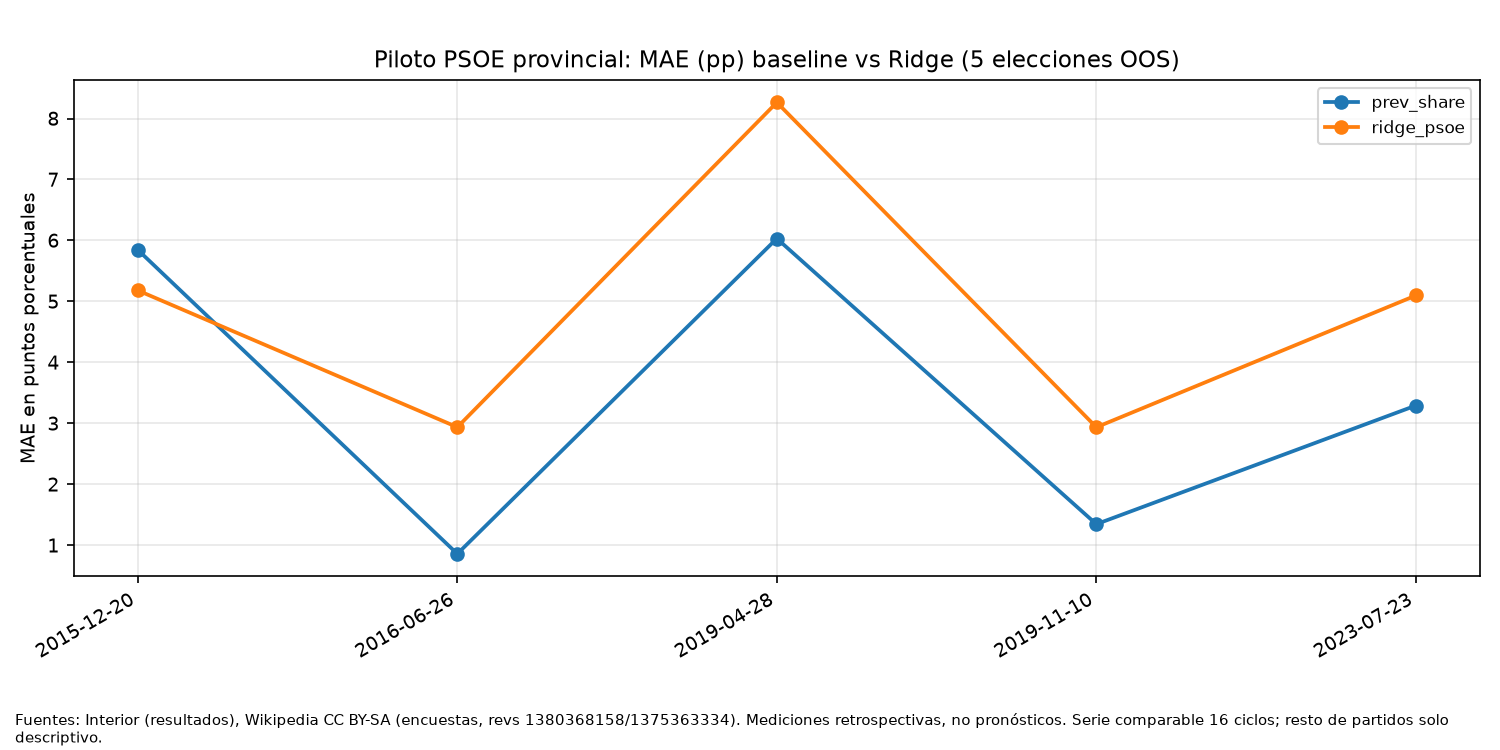 Piloto PSOE provincial: MAE (pp) baseline vs Ridge (5 elecciones OOS)
prev_share
ridge_psoe
MAE en puntos porcentuales
8
7
6
5
4
3
2
1
2015-12-20
2016-06-26
2019-04-28
2019-11-10
2023-07-23
Fuentes: Interior (resultados), Wikipedia CC BY-SA (encuestas, revs 1380368158/1375363334). Mediciones retrospectivas, no pronósticos. Serie comparable 16 ciclos; resto de partidos solo
descriptivo.